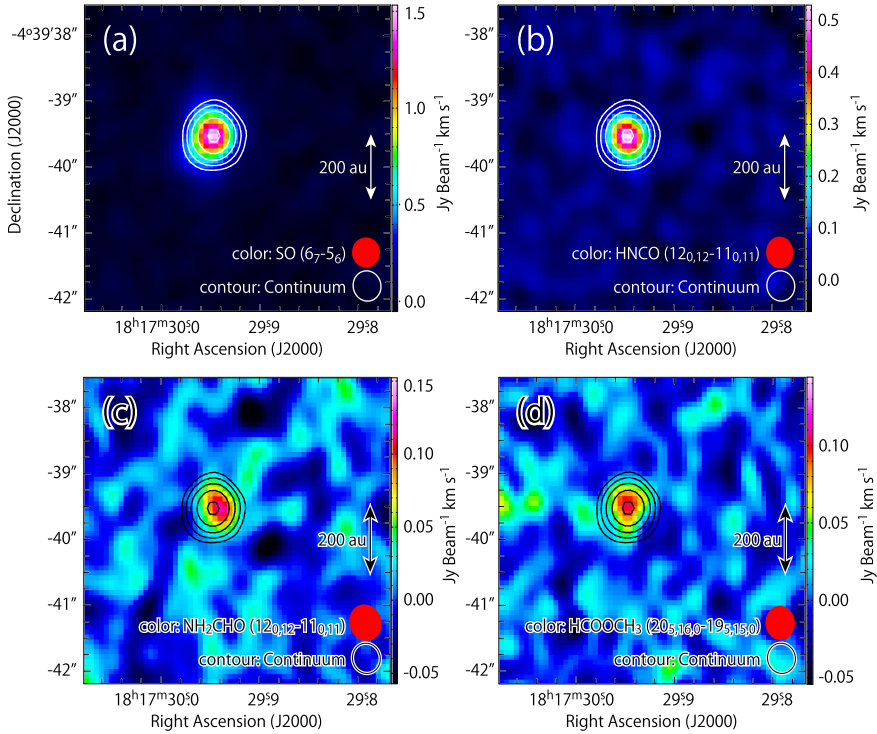 (a)
-4º39′38″
-39″
-40″
-41″
-42″
Declination (J2000)
200 au
color: SO (6₇-5₆)
contour: Continuum
18ʰ17ᵐ30ˢ.0
29ˢ.9
29ˢ.8
Right Ascension (J2000)
1.5
1.0
0.5
0.0
Jy Beam⁻¹ km s⁻¹
(b)
200 au
color: HNCO (12₀,₁₂-11₀,₁₁)
contour: Continuum
18ʰ17ᵐ30ˢ.0
29ˢ.9
29ˢ.8
Right Ascension (J2000)
0.5
0.4
0.3
0.2
0.1
0.0
Jy Beam⁻¹ km s⁻¹
(c)
-38″
-39″
-40″
-41″
-42″
200 au
color: NH₂CHO (12₀,₁₂-11₀,₁₁)
contour: Continuum
18ʰ17ᵐ30ˢ.0
29ˢ.9
29ˢ.8
Right Ascension (J2000)
0.15
0.10
0.05
0.00
-0.05
Jy Beam⁻¹ km s⁻¹
(d)
-38″
-39″
-40″
-41″
-42″
200 au
color: HCOOCH₃ (20₅,₁₆,₀-19₅,₁₅,₀)
contour: Continuum
18ʰ17ᵐ30ˢ.0
29ˢ.9
29ˢ.8
Right Ascension (J2000)
0.10
0.05
0.00
-0.05
Jy Beam⁻¹ km s⁻¹